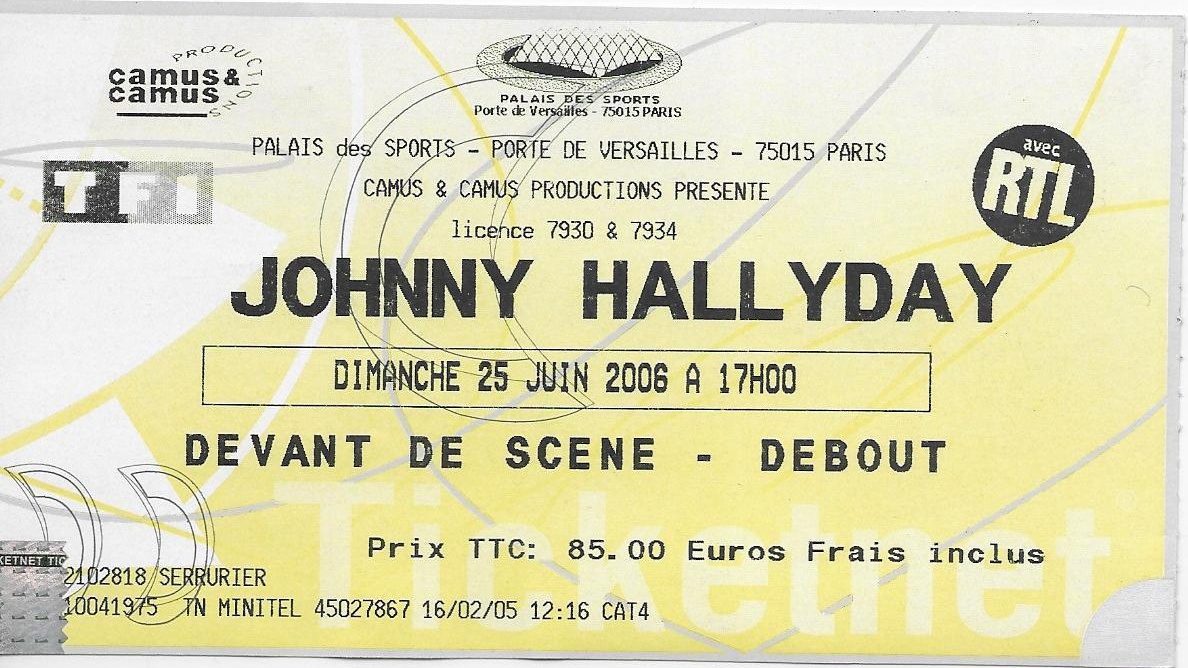 PRODUCTIONS
camus&
camus
PALAIS DES SPORTS
Porte de Versailles - 75015 PARIS
PALAIS des SPORTS - PORTE DE VERSAILLES - 75015 PARIS
TF1
avec
RTL
CAMUS & CAMUS PRODUCTIONS PRESENTE
licence 7930 & 7934
JOHNNY HALLYDAY
DIMANCHE 25 JUIN 2006 A 17H00
DEVANT DE SCENE - DEBOUT
Ticketnet
Prix TTC: 85.00 Euros Frais inclus
KETNET TIC
2102818 SERRURIER
10041975 TN MINITEL 45027867 16/02/05 12:16 CAT4